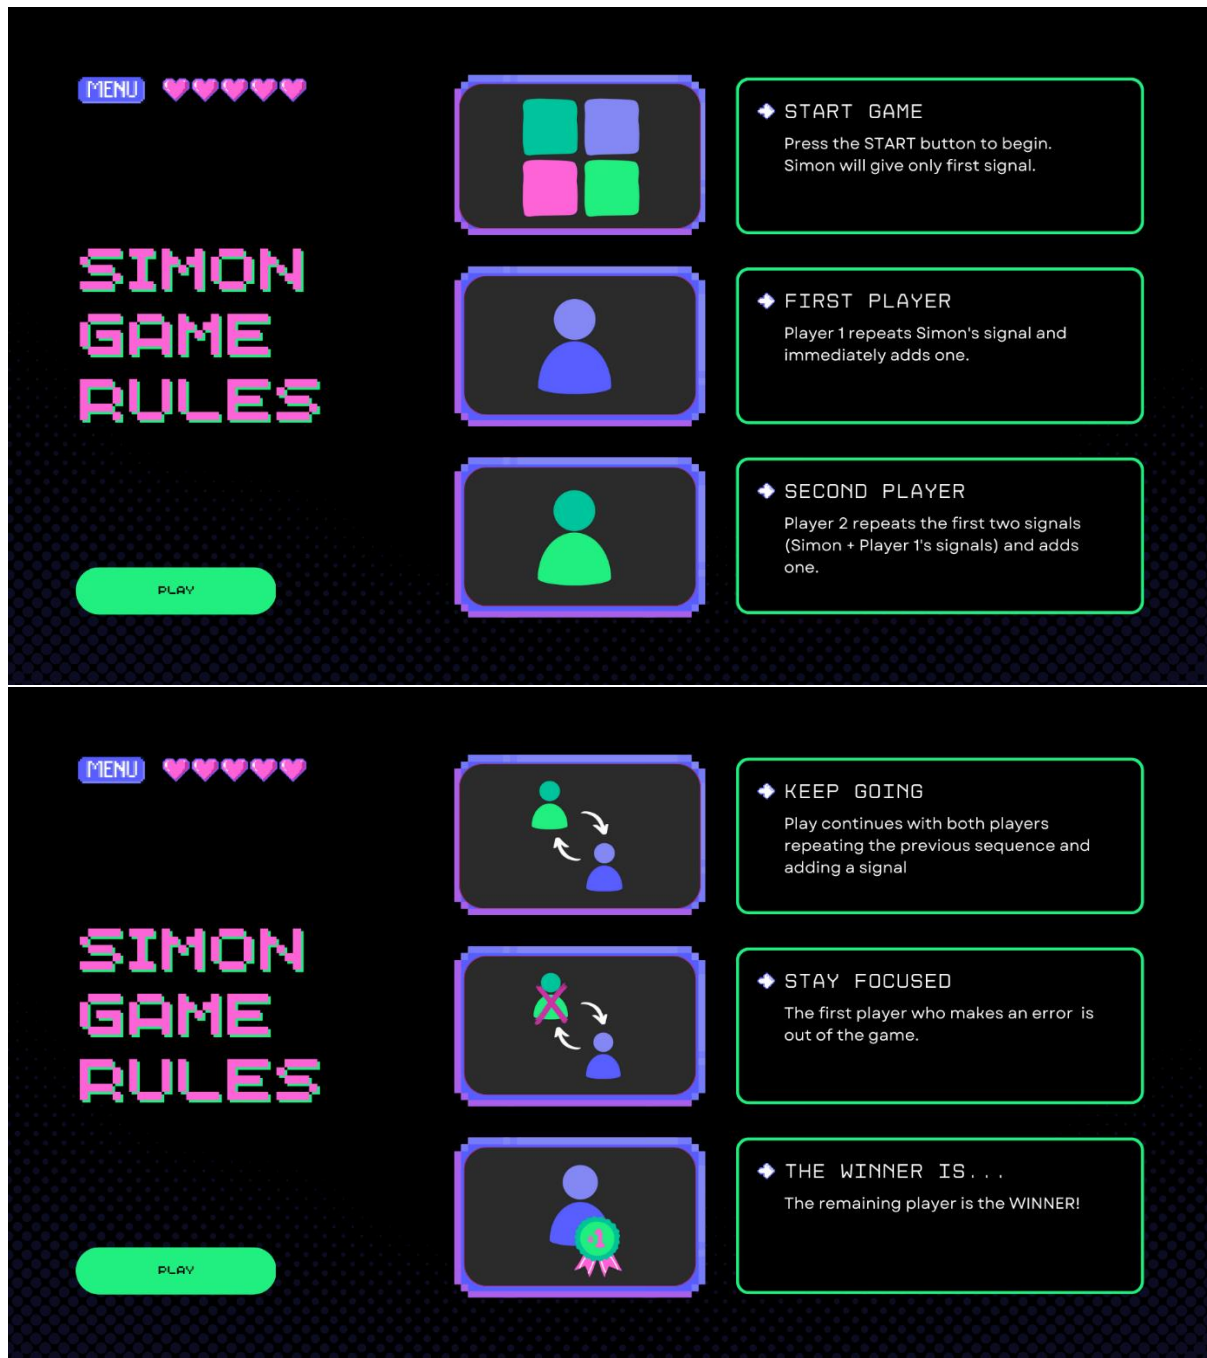 MENU
SIMON
GAME
RULES
PLAY
START GAME
Press the START button to begin.
Simon will give only first signal.
FIRST PLAYER
Player 1 repeats Simon's signal and
immediately adds one.
SECOND PLAYER
Player 2 repeats the first two signals
(Simon + Player 1's signals) and adds
one.
MENU
SIMON
GAME
RULES
PLAY
KEEP GOING
Play continues with both players
repeating the previous sequence and
adding a signal
STAY FOCUSED
The first player who makes an error  is
out of the game.
THE WINNER IS...
1
The remaining player is the WINNER!